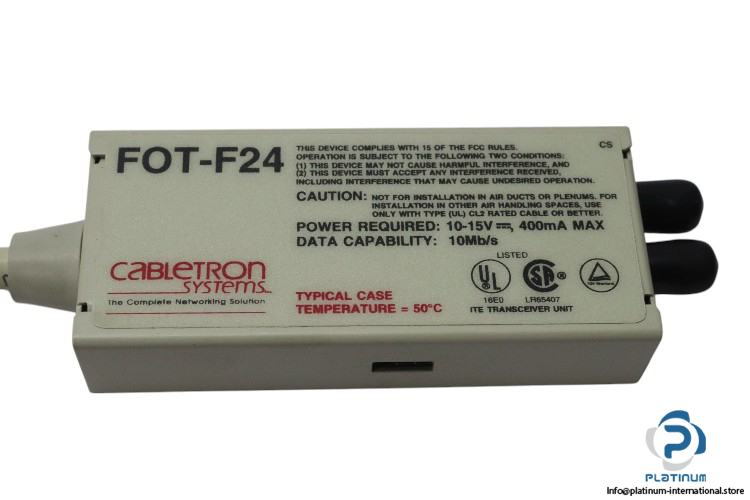 FOT-F24
THIS DEVICE COMPLIES WITH 15 OF THE FCC RULES.
OPERATION IS SUBJECT TO THE FOLLOWING TWO CONDITIONS:
(1) THIS DEVICE MAY NOT CAUSE HARMFUL INTERFERENCE, AND
(2) THIS DEVICE MUST ACCEPT ANY INTERFERENCE RECEIVED,
INCLUDING INTERFERENCE THAT MAY CAUSE UNDESIRED OPERATION.
CS
CAUTION: NOT FOR INSTALLATION IN AIR DUCTS OR PLENUMS. FOR
INSTALLATION IN OTHER AIR HANDLING SPACES, USE
ONLY WITH TYPE (UL) CL2 RATED CABLE OR BETTER.
POWER REQUIRED: 10-15V⎓, 400mA MAX
DATA CAPABILITY: 10Mb/s
CABLETRON
SYSTEMS
The Complete Networking Solution
TYPICAL CASE
TEMPERATURE = 50°C
LISTED
UL
SA
16E0
LR65407
ITE TRANSCEIVER UNIT
PLATINUM
Info@platinum-international.store